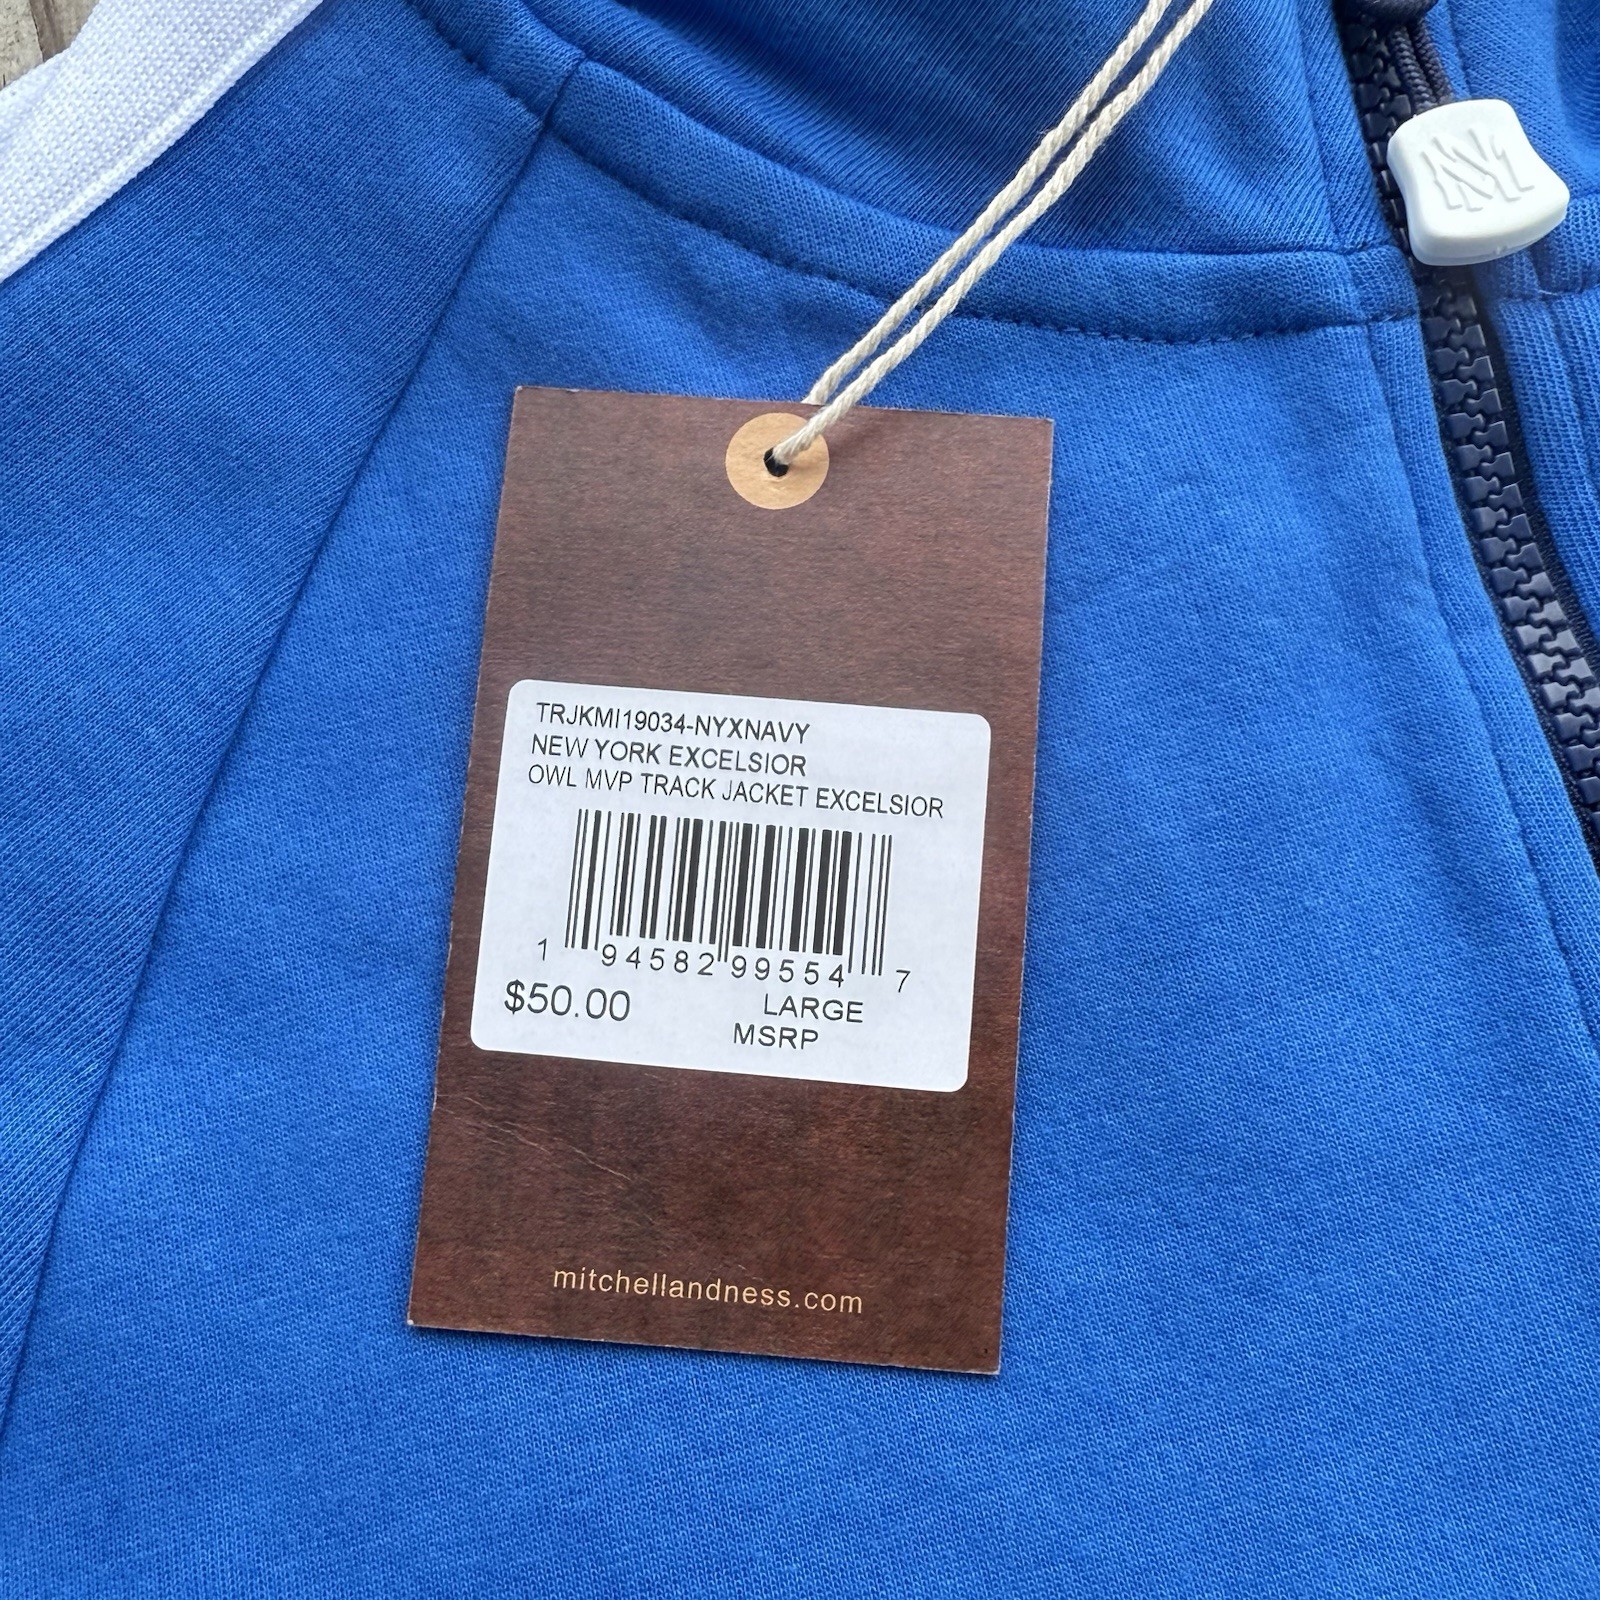 TRJKMI19034-NYXNAVY
NEW YORK EXCELSIOR
OWL MVP TRACK JACKET EXCELSIOR
1 94582 99554 7
$50.00 LARGE
MSRP
mitchellandness.com